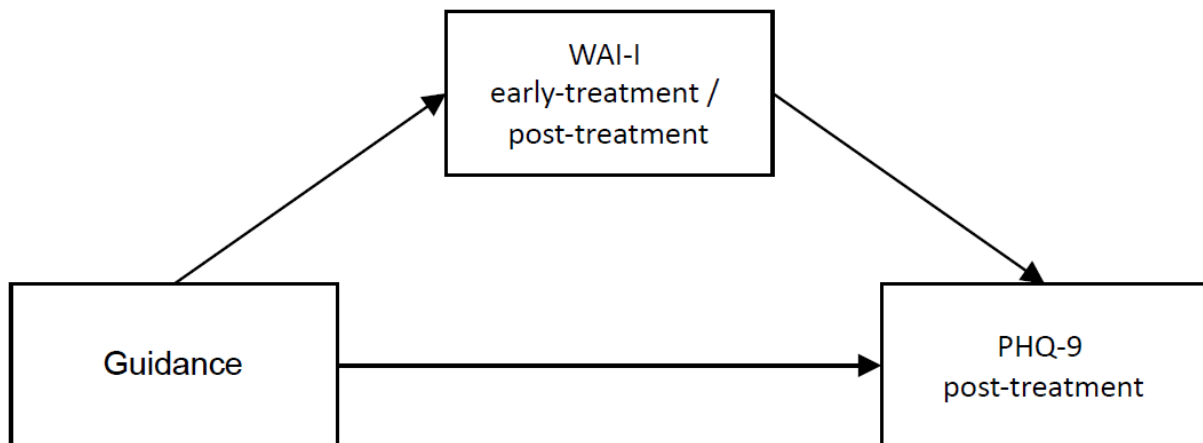 WAI-I
early-treatment /
post-treatment
Guidance
PHQ-9
post-treatment